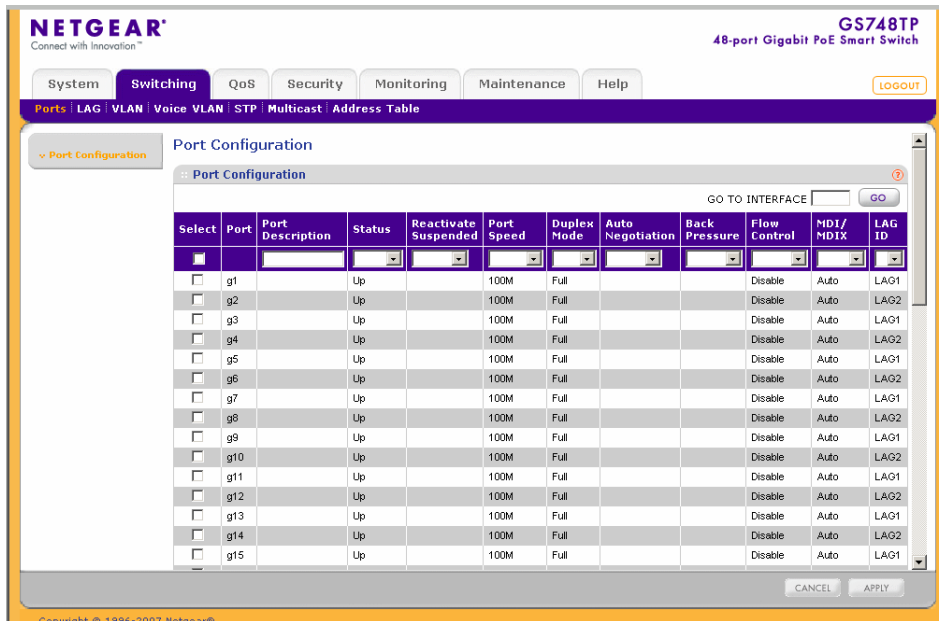 NETGEAR®
Connect with Innovation™
GS748TP
48-port Gigabit PoE Smart Switch
System Switching QoS Security Monitoring Maintenance Help LOGOUT
Ports LAG VLAN Voice VLAN STP Multicast Address Table
Port Configuration
Port Configuration
Port Configuration
GO TO INTERFACE GO
Select Port Port Description Status Reactivate Suspended Port Speed Duplex Mode Auto Negotiation Back Pressure Flow Control MDI/ MDIX LAG ID
g1 Up 100M Full Disable Auto LAG1
g2 Up 100M Full Disable Auto LAG2
g3 Up 100M Full Disable Auto LAG1
g4 Up 100M Full Disable Auto LAG2
g5 Up 100M Full Disable Auto LAG1
g6 Up 100M Full Disable Auto LAG2
g7 Up 100M Full Disable Auto LAG1
g8 Up 100M Full Disable Auto LAG2
g9 Up 100M Full Disable Auto LAG1
g10 Up 100M Full Disable Auto LAG2
g11 Up 100M Full Disable Auto LAG1
g12 Up 100M Full Disable Auto LAG2
g13 Up 100M Full Disable Auto LAG1
g14 Up 100M Full Disable Auto LAG2
g15 Up 100M Full Disable Auto LAG1
CANCEL APPLY
Copyright © 1996-2007 Netgear®